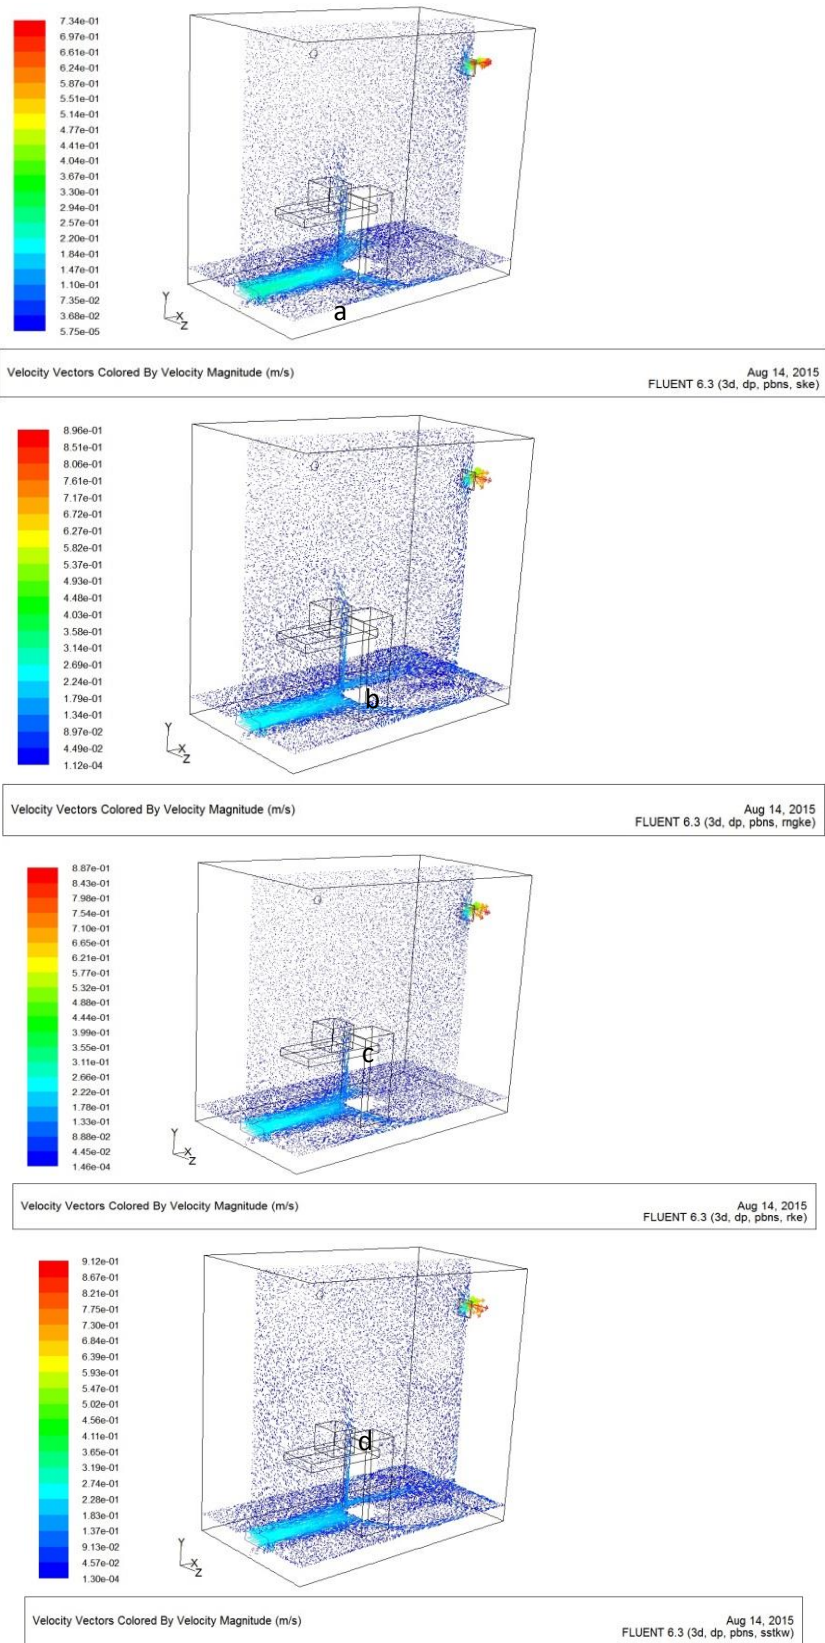 7.34e-01
6.97e-01
6.61e-01
6.24e-01
5.87e-01
5.51e-01
5.14e-01
4.77e-01
4.41e-01
4.04e-01
3.67e-01
3.30e-01
2.94e-01
2.57e-01
2.20e-01
1.84e-01
1.47e-01
1.10e-01
7.35e-02
3.68e-02
5.75e-05
Y
X
Z
a
Velocity Vectors Colored By Velocity Magnitude (m/s)
Aug 14, 2015
FLUENT 6.3 (3d, dp, pbns, ske)
8.96e-01
8.51e-01
8.06e-01
7.61e-01
7.17e-01
6.72e-01
6.27e-01
5.82e-01
5.37e-01
4.93e-01
4.48e-01
4.03e-01
3.58e-01
3.14e-01
2.69e-01
2.24e-01
1.79e-01
1.34e-01
8.97e-02
4.49e-02
1.12e-04
b
Y
X
Z
Velocity Vectors Colored By Velocity Magnitude (m/s)
Aug 14, 2015
FLUENT 6.3 (3d, dp, pbns, rngke)
8.87e-01
8.43e-01
7.98e-01
7.54e-01
7.10e-01
6.65e-01
6.21e-01
5.77e-01
5.32e-01
4.88e-01
4.44e-01
3.99e-01
3.55e-01
3.11e-01
2.66e-01
2.22e-01
1.78e-01
1.33e-01
8.88e-02
4.45e-02
1.46e-04
c
Y
X
Z
Velocity Vectors Colored By Velocity Magnitude (m/s)
Aug 14, 2015
FLUENT 6.3 (3d, dp, pbns, rke)
9.12e-01
8.67e-01
8.21e-01
7.75e-01
7.30e-01
6.84e-01
6.39e-01
5.93e-01
5.47e-01
5.02e-01
4.56e-01
4.11e-01
3.65e-01
3.19e-01
2.74e-01
2.28e-01
1.83e-01
1.37e-01
9.13e-02
4.57e-02
1.30e-04
d
Y
X
Z
Velocity Vectors Colored By Velocity Magnitude (m/s)
Aug 14, 2015
FLUENT 6.3 (3d, dp, pbns, sstkw)